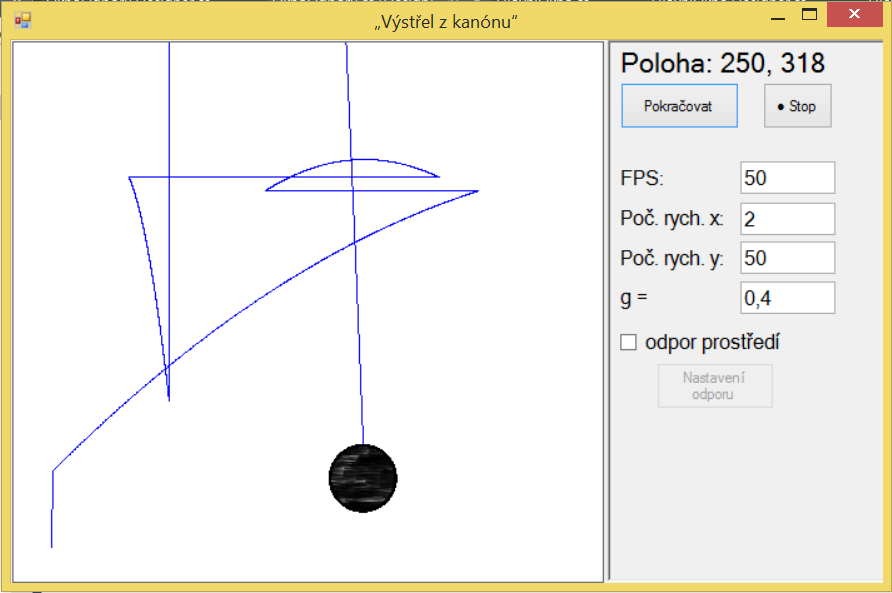 „Výstřel z kanónu“
Poloha: 250, 318
Pokračovat
• Stop
FPS:
50
Poč. rych. x:
2
Poč. rych. y:
50
g =
0,4
odpor prostředí
Nastavení
odporu